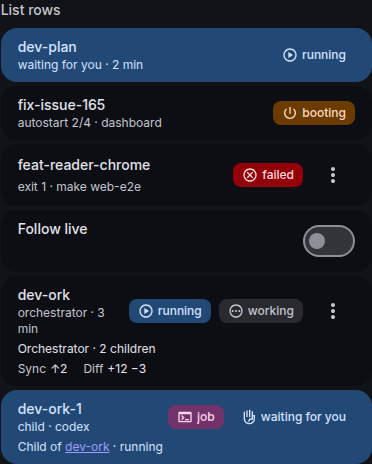 List rows
dev-plan
waiting for you · 2 min
running
fix-issue-165
autostart 2/4 · dashboard
booting
feat-reader-chrome
exit 1 · make web-e2e
failed
Follow live
dev-ork
orchestrator · 3
min
running
working
Orchestrator · 2 children
Sync ↑2 Diff +12 −3
dev-ork-1
child · codex
job
waiting for you
Child of dev-ork · running